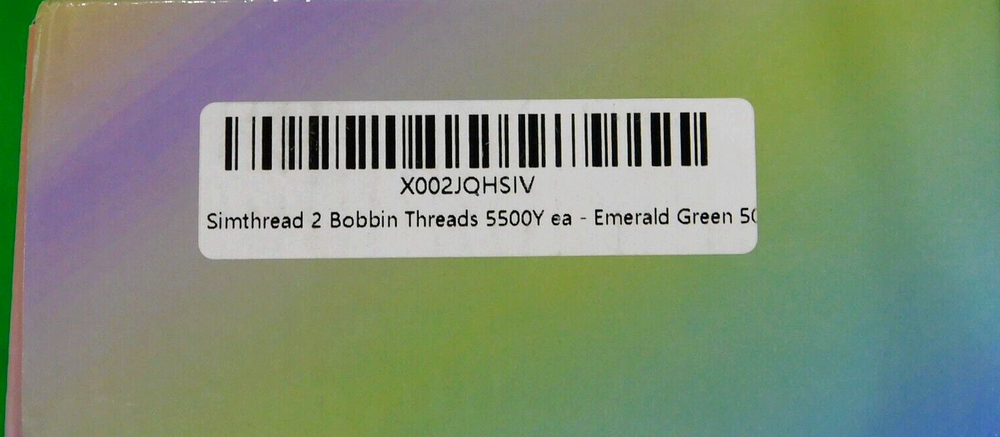 X002JQHSIV
Simthread 2 Bobbin Threads 5500Y ea - Emerald Green